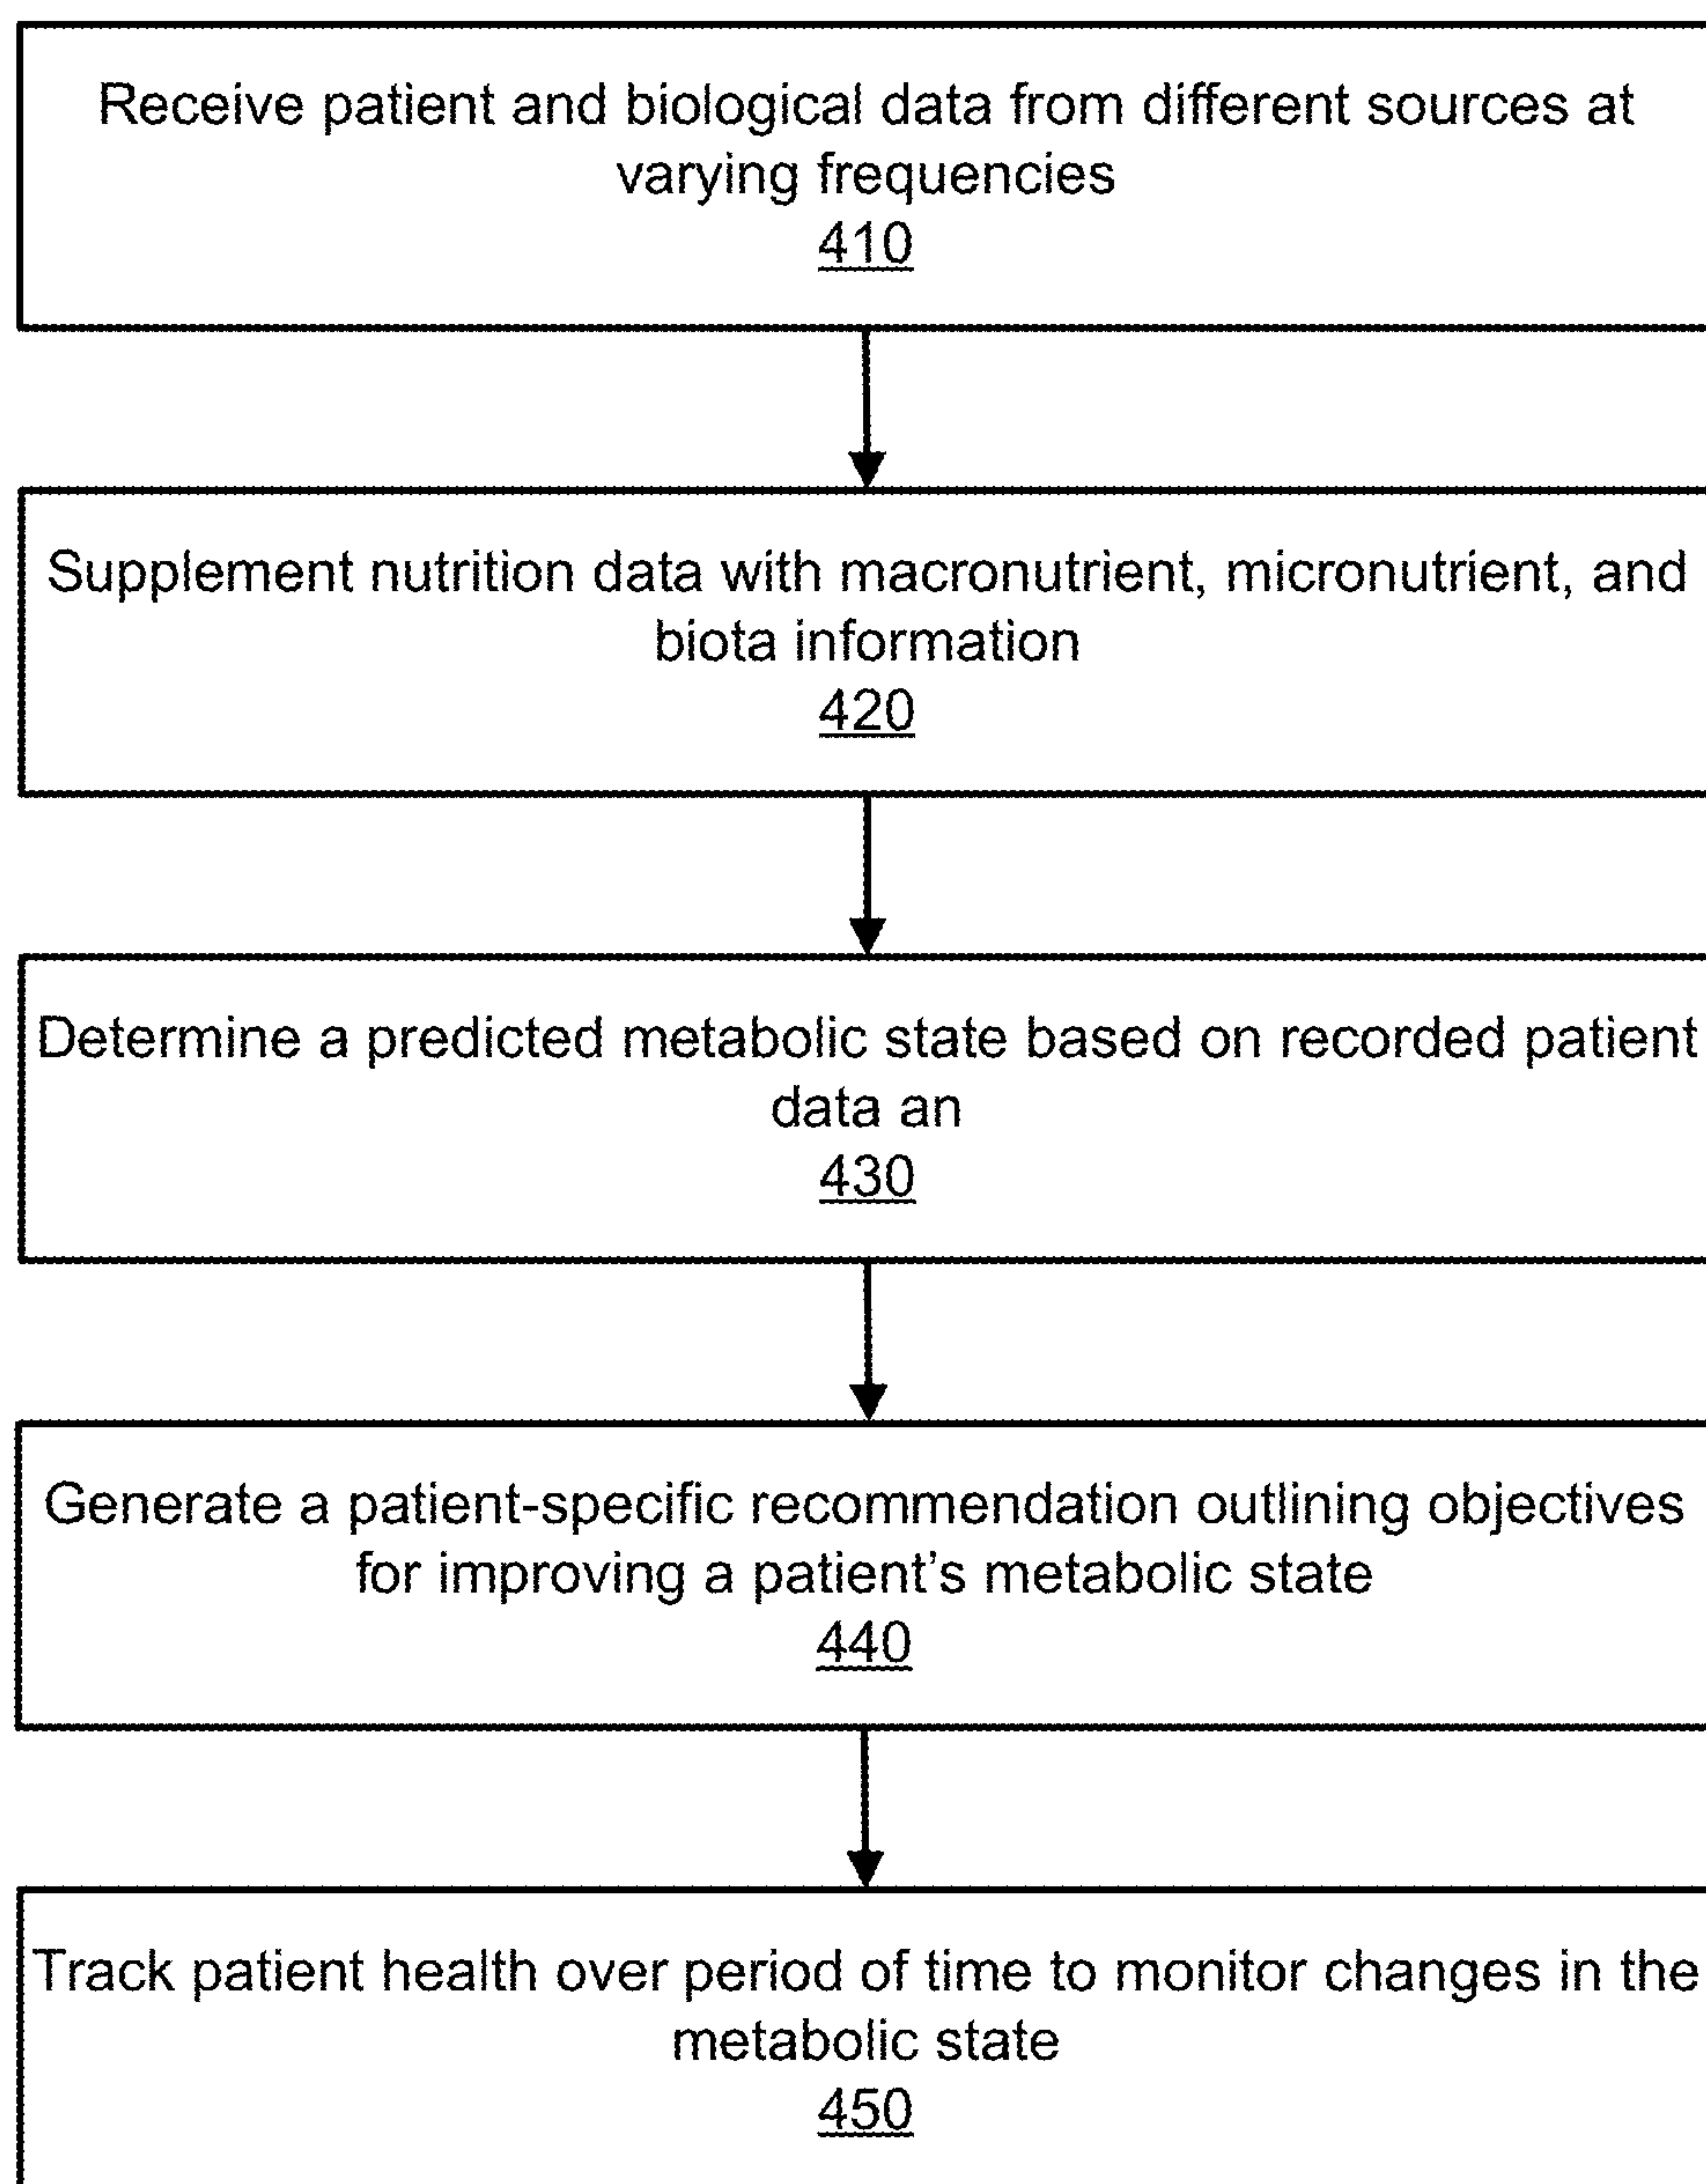 Receive patient and biological data from different sources at
varying frequencies
410
Supplement nutrition data with macronutrient, micronutrient, and
biota information
420
Determine a predicted metabolic state based on recorded patient
data an
430
Generate a patient-specific recommendation outlining objectives
for improving a patient’s metabolic state
440
Track patient health over period of time to monitor changes in the
metabolic state
450